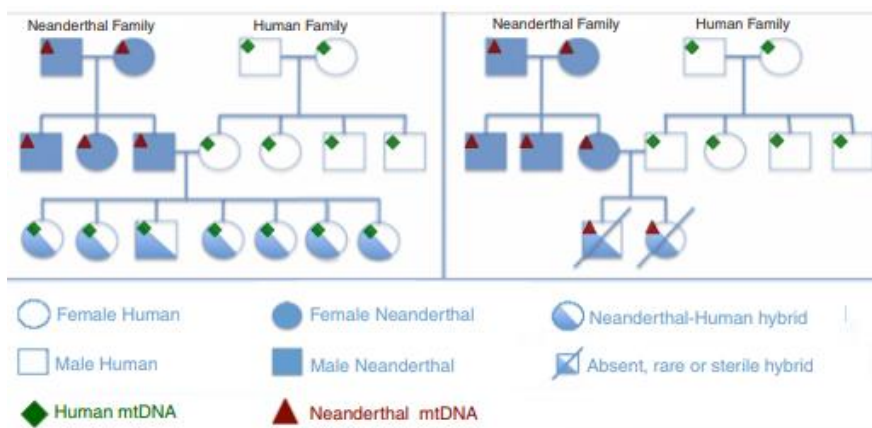 Neanderthal Family
Human Family
Neanderthal Family
Human Family
Female Human
Female Neanderthal
Neanderthal-Human hybrid
Male Human
Male Neanderthal
Absent, rare or sterile hybrid
Human mtDNA
Neanderthal mtDNA